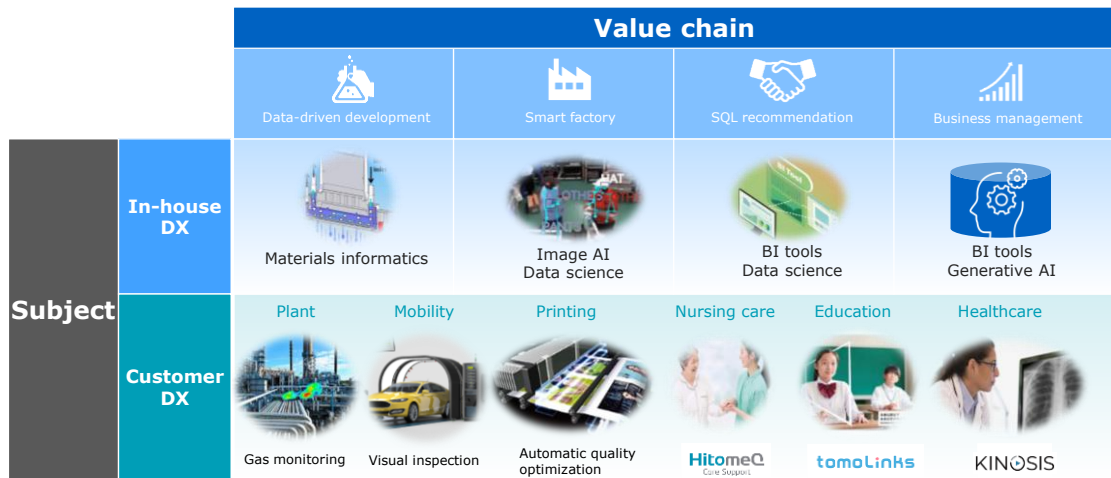 Value chain
Data-driven development
Smart factory
SQL recommendation
Business management
Subject
In-house
DX
Materials informatics
BI Tool
Image AI
Data science
BI tools
Data science
BI tools
Generative AI
Customer
DX
Plant
Mobility
Printing
Nursing care
Education
Healthcare
Gas monitoring
Visual inspection
Automatic quality
optimization
HitomeQ
Care Support
tomoLinks
KINOSIS